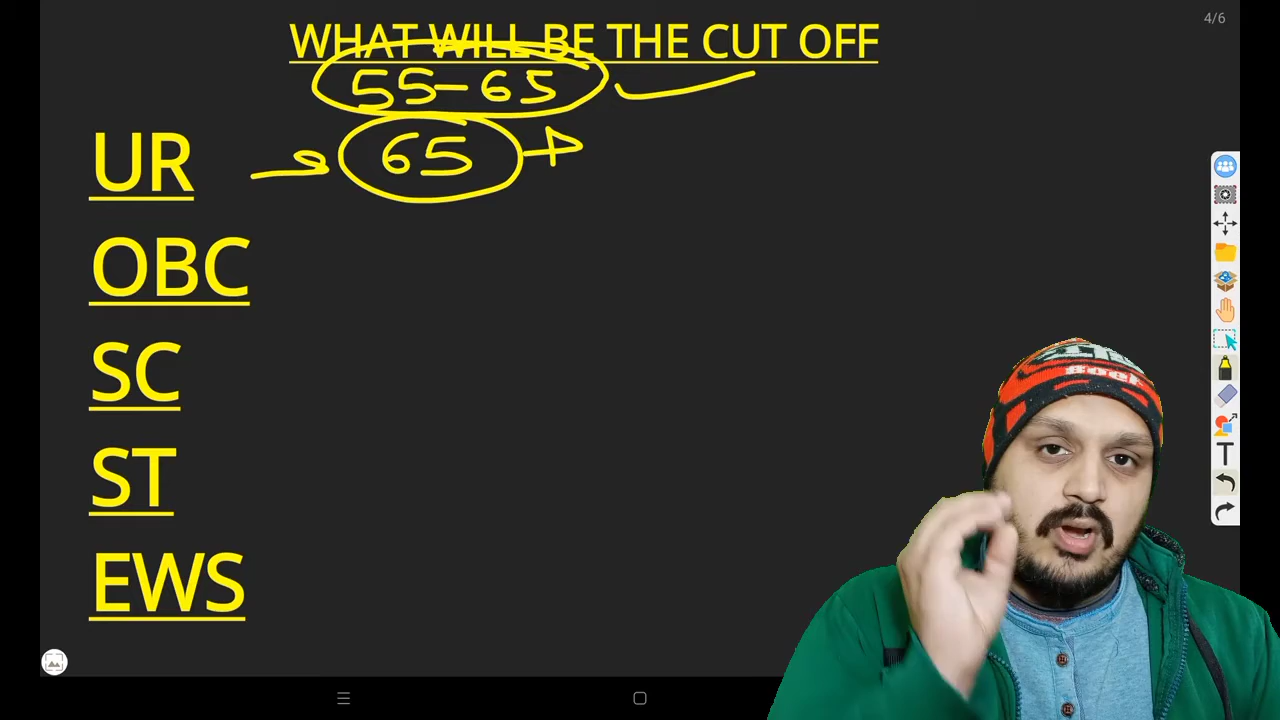 4/6
WHAT WILL BE THE CUT OFF
55-65
UR → 65
OBC
SC
ST
EWS
T